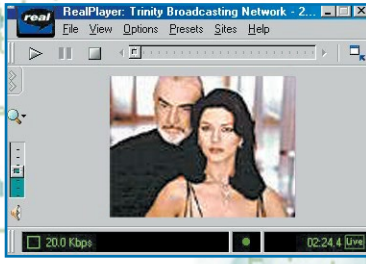 real
RealPlayer: Trinity Broadcasting Network - 2...
File View Options Presets Sites Help
20.0 Kbps 02:24.4 Live